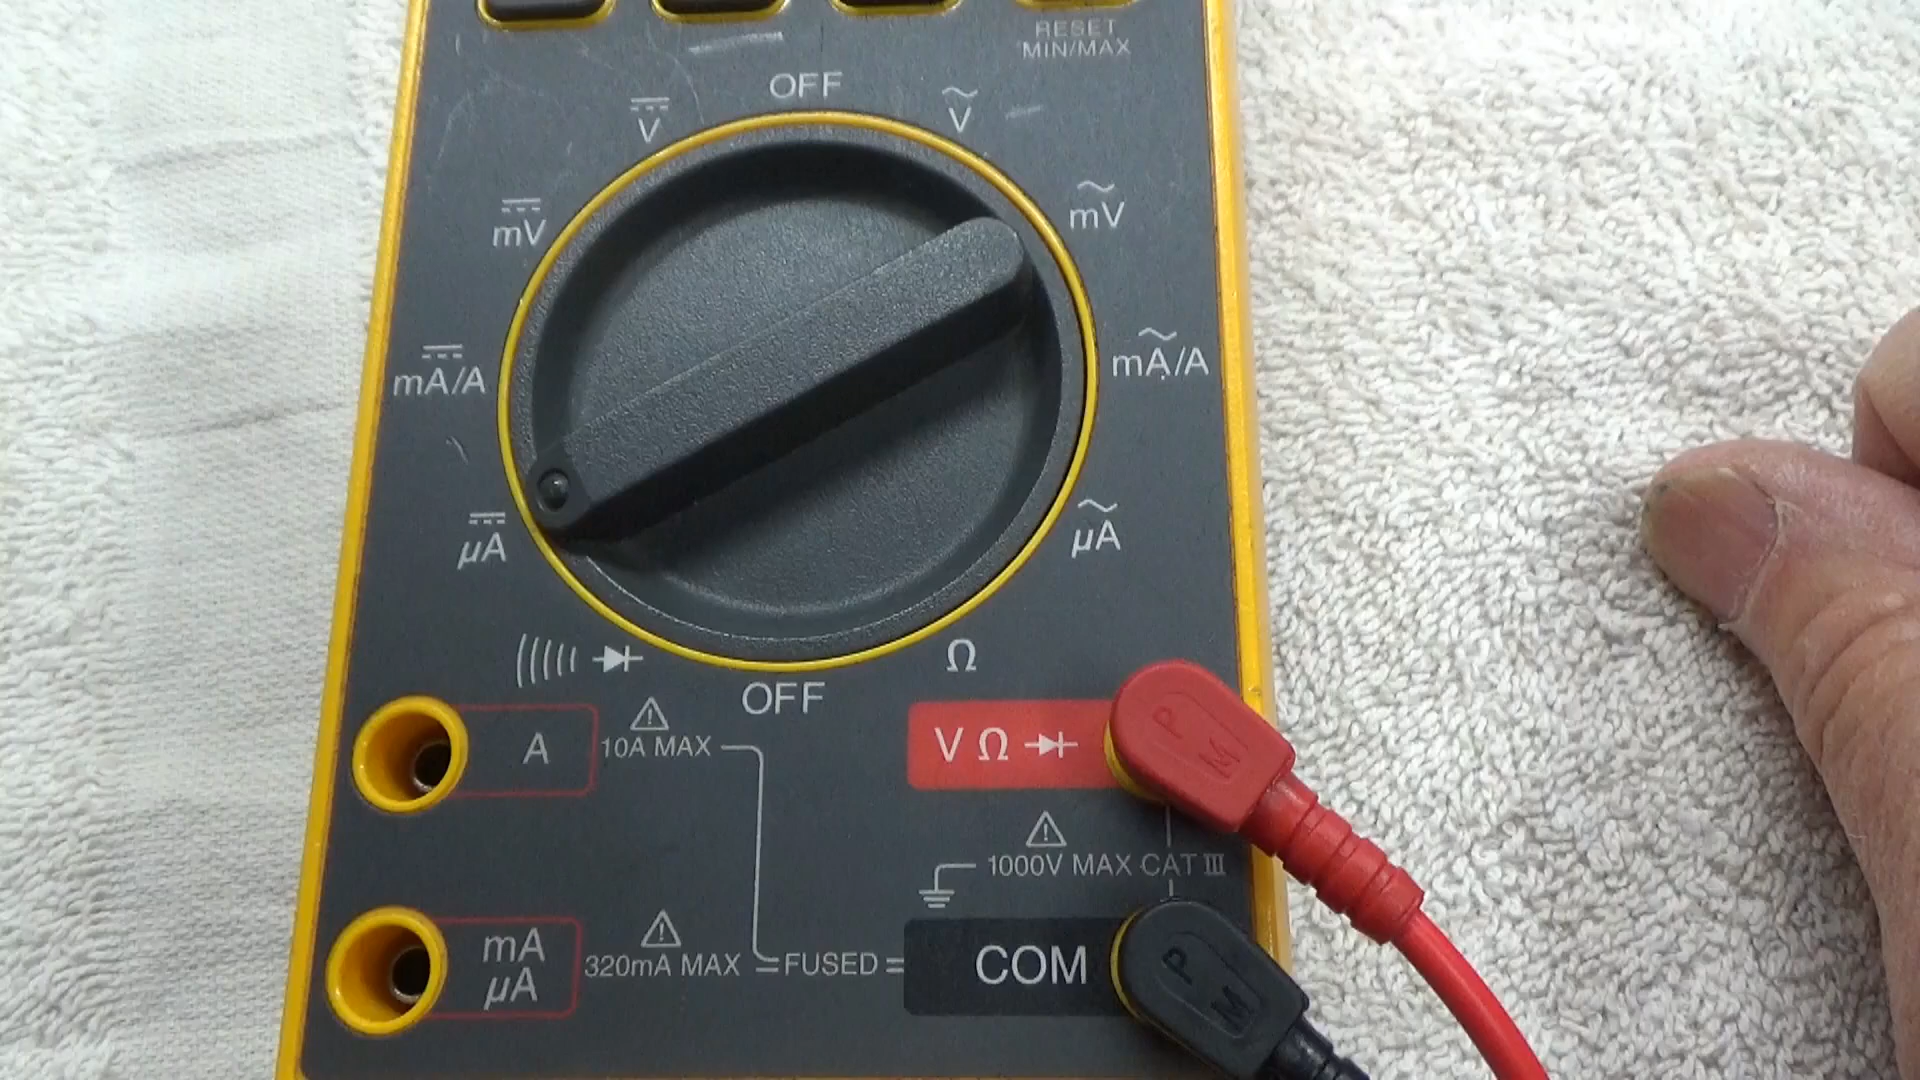 RESET
MIN/MAX
OFF
V
V
mV
mV
mA/A
mA/A
µA
µA
Ω
OFF
A
10A MAX
V Ω
P
M
1000V MAX CAT III
mA
µA
320mA MAX
FUSED
COM
P
M